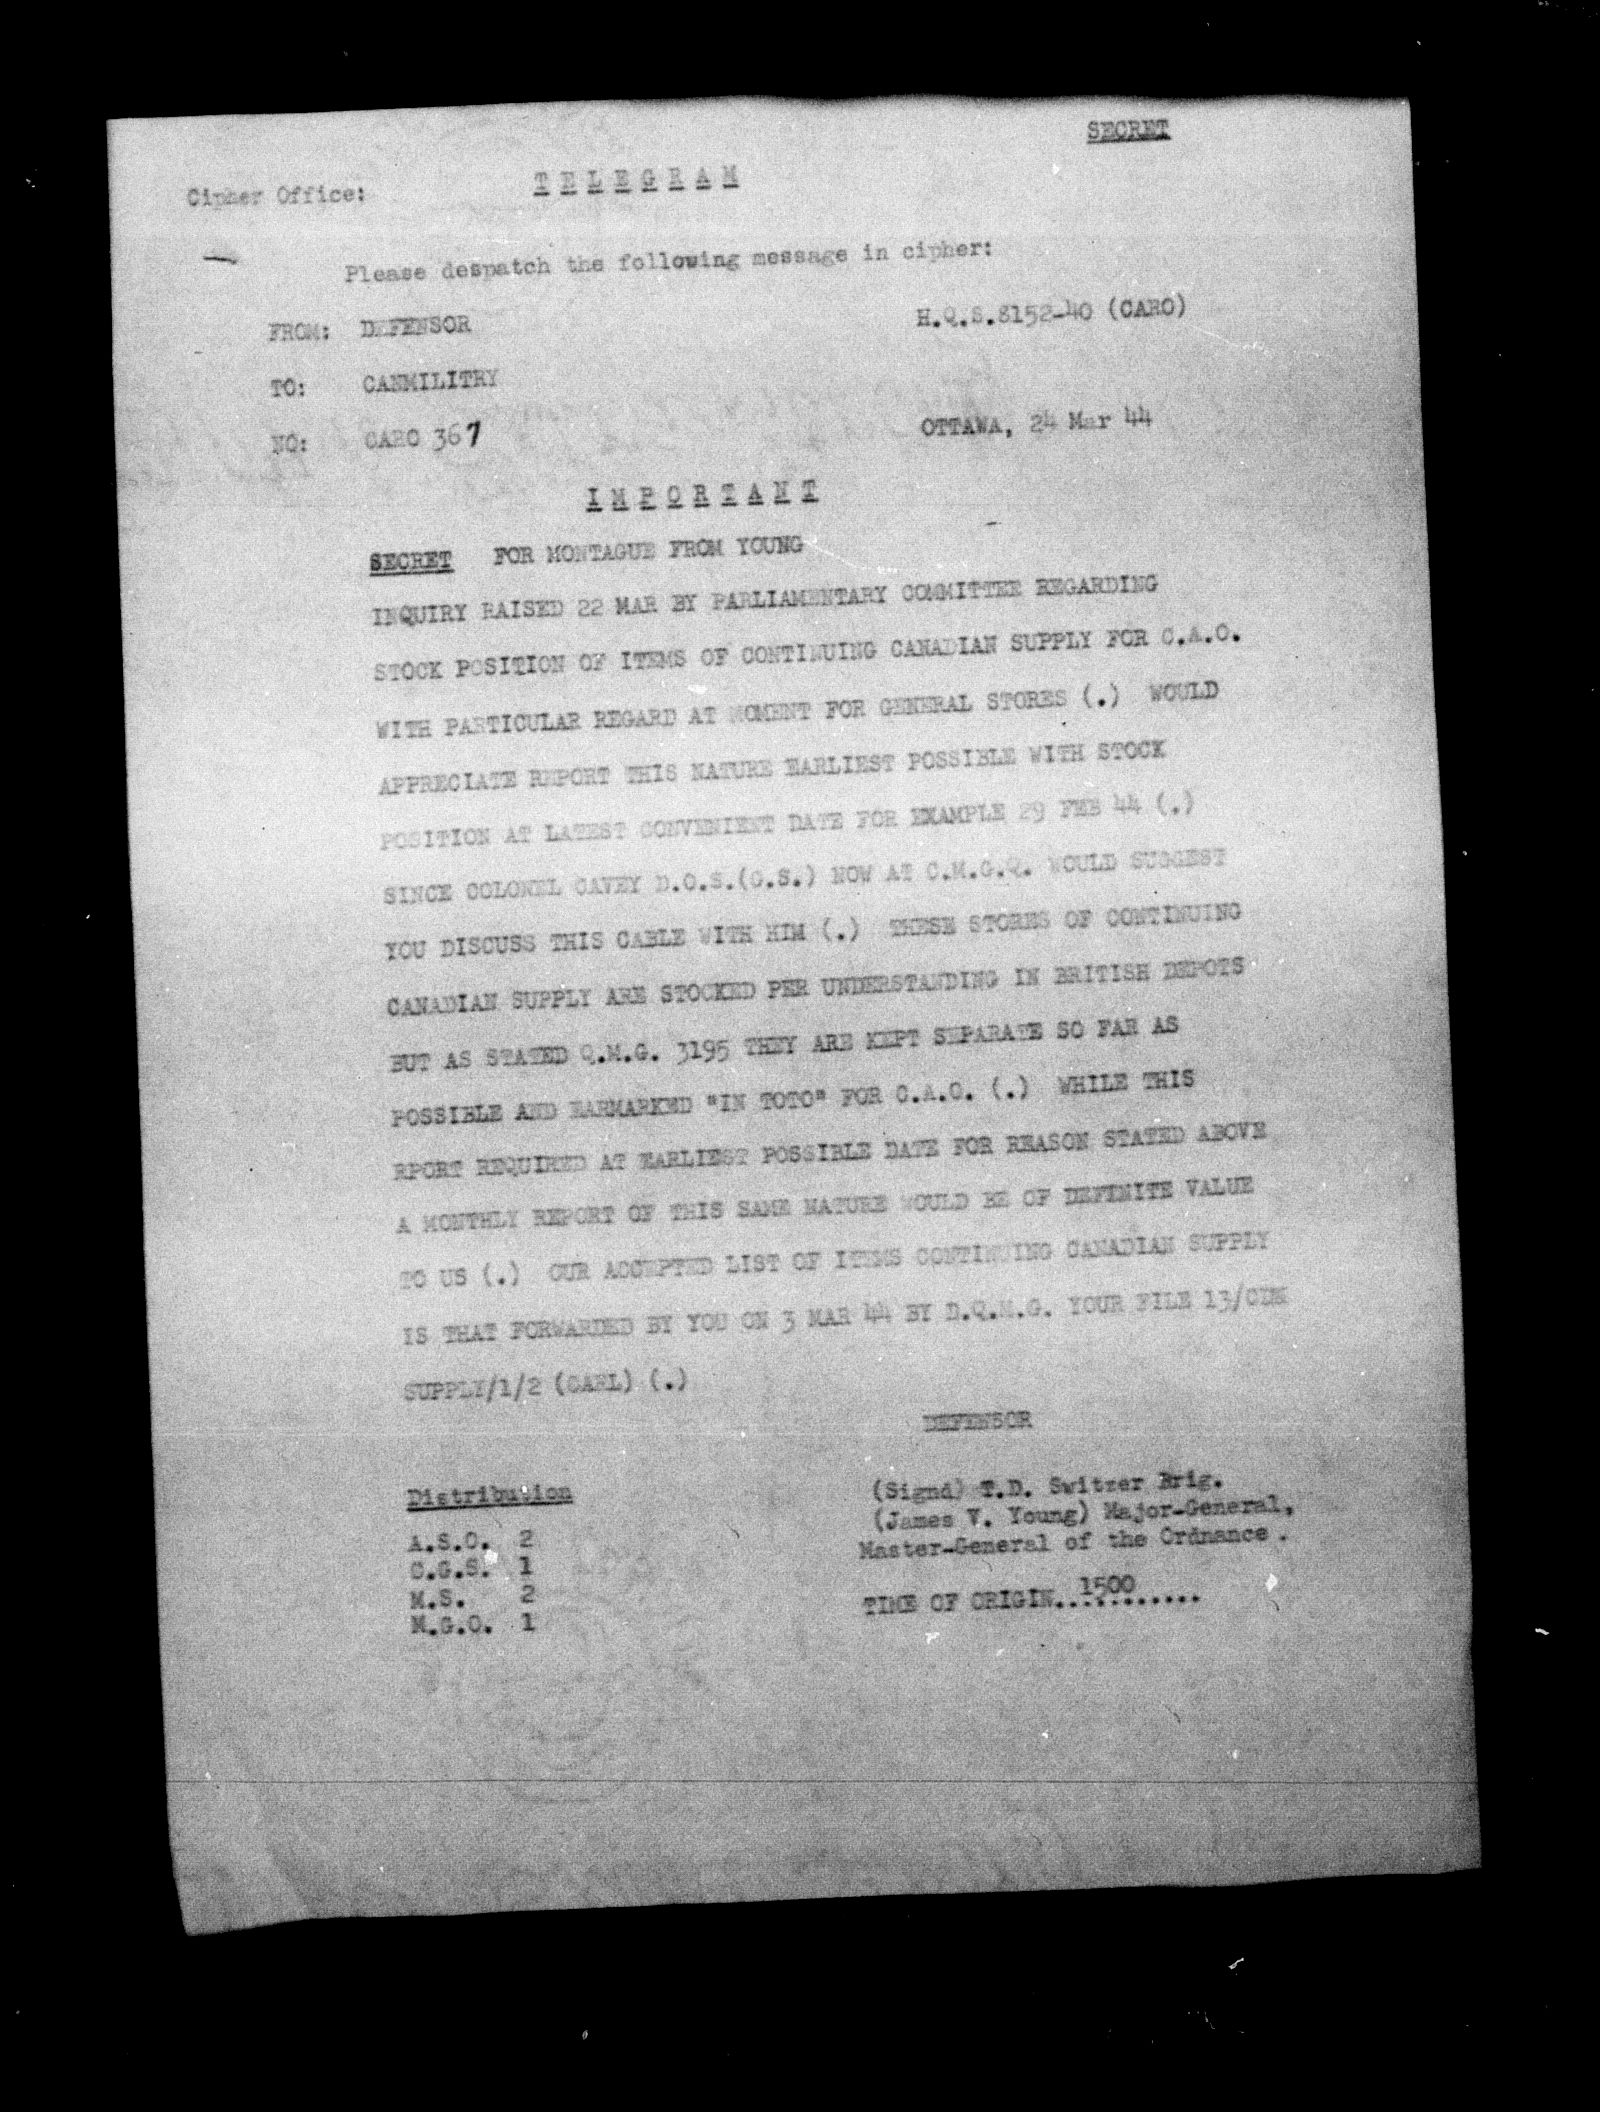 SECRET
Cipher Office:
T E L E G R A M
Please despatch the following message in cipher:
FROM: DEFENSOR
H.Q.S.8152-40 (CARO)
TO: CANMILITRY
NO: CARO 367
OTTAWA, 24 Mar 44
I M P O R T A N T
SECRET FOR MONTAGUE FROM YOUNG
INQUIRY RAISED 22 MAR BY PARLIAMENTARY COMMITTEE REGARDING
STOCK POSITION OF ITEMS OF CONTINUING CANADIAN SUPPLY FOR C.A.O.
WITH PARTICULAR REGARD AT MOMENT FOR GENERAL STORES (.) WOULD
APPRECIATE REPORT THIS NATURE EARLIEST POSSIBLE WITH STOCK
POSITION AT LATEST CONVENIENT DATE FOR EXAMPLE 29 FEB 44 (.)
SINCE COLONEL CAVEY D.O.S.(O.S.) NOW AT C.M.G.Q. WOULD SUGGEST
YOU DISCUSS THIS CABLE WITH HIM (.) THESE STORES OF CONTINUING
CANADIAN SUPPLY ARE STOCKED PER UNDERSTANDING IN BRITISH DEPOTS
BUT AS STATED Q.M.G. 3195 THEY ARE KEPT SEPARATE SO FAR AS
POSSIBLE AND EARMARKED "IN TOTO" FOR C.A.O. (.) WHILE THIS
RPORT REQUIRED AT EARLIEST POSSIBLE DATE FOR REASON STATED ABOVE
A MONTHLY REPORT OF THIS SAME NATURE WOULD BE OF DEFINITE VALUE
TO US (.) OUR ACCEPTED LIST OF ITEMS CONTINUING CANADIAN SUPPLY
IS THAT FORWARDED BY YOU ON 3 MAR 44 BY D.Q.M.G. YOUR FILE 13/CDN
SUPPLY/1/2 (CARL) (.)
DEFENSOR
Distribution
(Signd) T.D. Switzer Brig.
(James V. Young) Major-General,
Master-General of the Ordnance .
A.S.O. 2
C.G.S. 1
M.S. 2
M.G.O. 1
TIME OF ORIGIN..1500.......